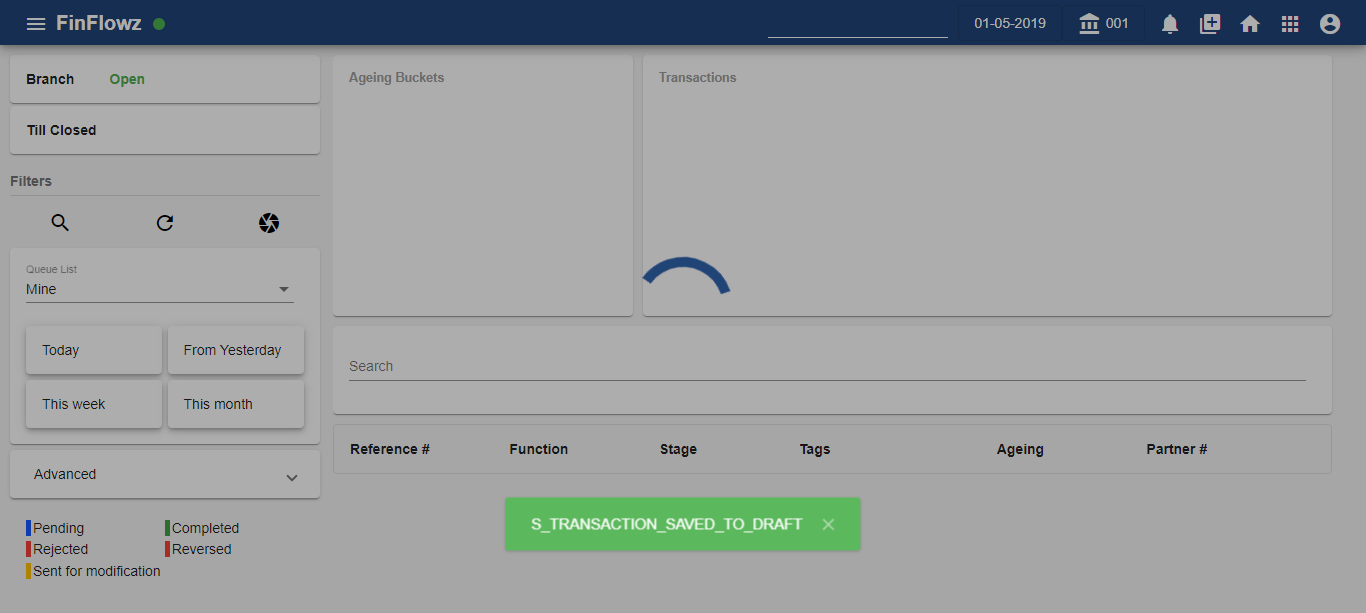 FinFlowz
01-05-2019
001
Branch Open
Till Closed
Filters
Queue List
Mine
Today
From Yesterday
This week
This month
Advanced
Pending
Completed
Rejected
Reversed
Sent for modification
Ageing Buckets
Transactions
Search
Reference # Function Stage Tags Ageing Partner #
S_TRANSACTION_SAVED_TO_DRAFT